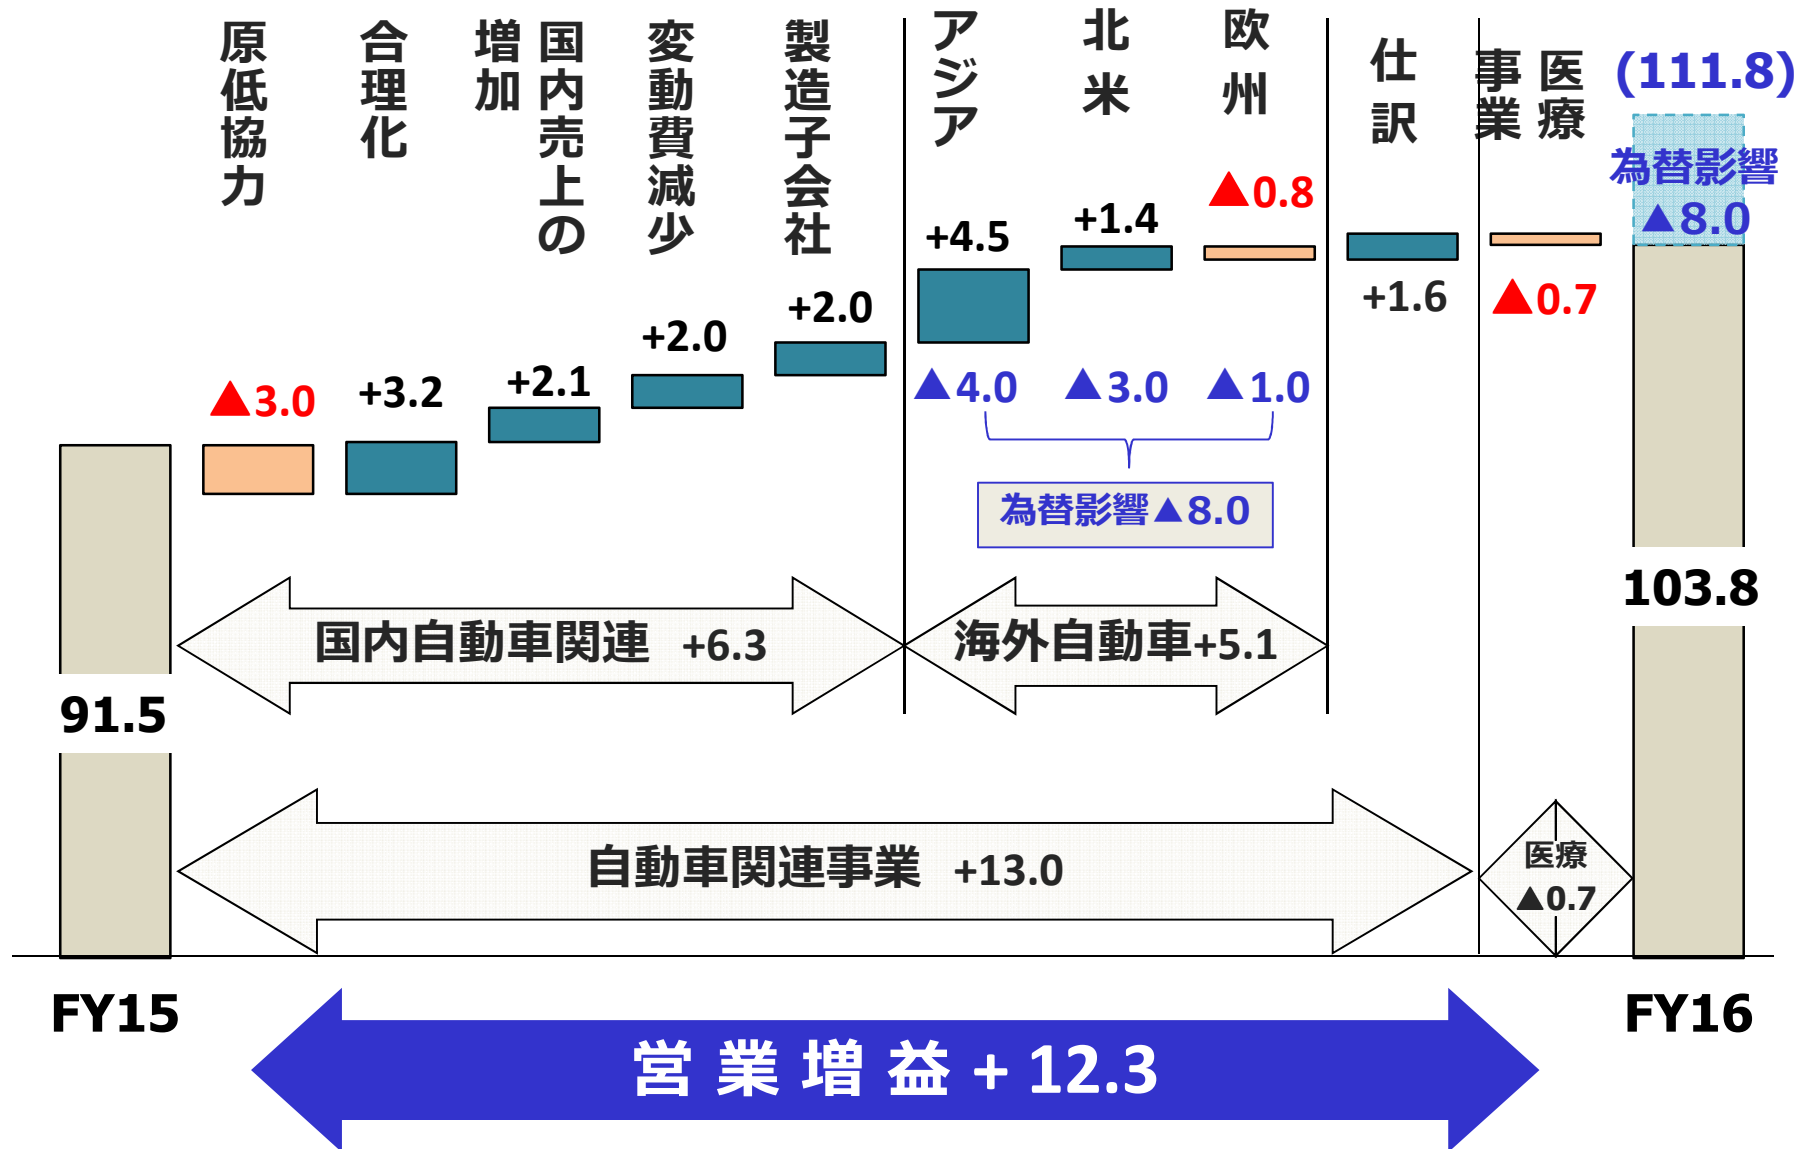 原低協力
合理化
国内売上の
増加
変動費減少
製造子会社
アジア
北米
欧州
仕訳
医療
事業
(111.8)
為替影響
▲8.0
▲3.0
+3.2
+2.1
+2.0
+2.0
+4.5
+1.4
▲0.8
+1.6
▲0.7
▲4.0
▲3.0
▲1.0
為替影響▲8.0
国内自動車関連 +6.3
海外自動車+5.1
91.5
103.8
自動車関連事業 +13.0
医療
▲0.7
FY15
FY16
営業増益+12.3